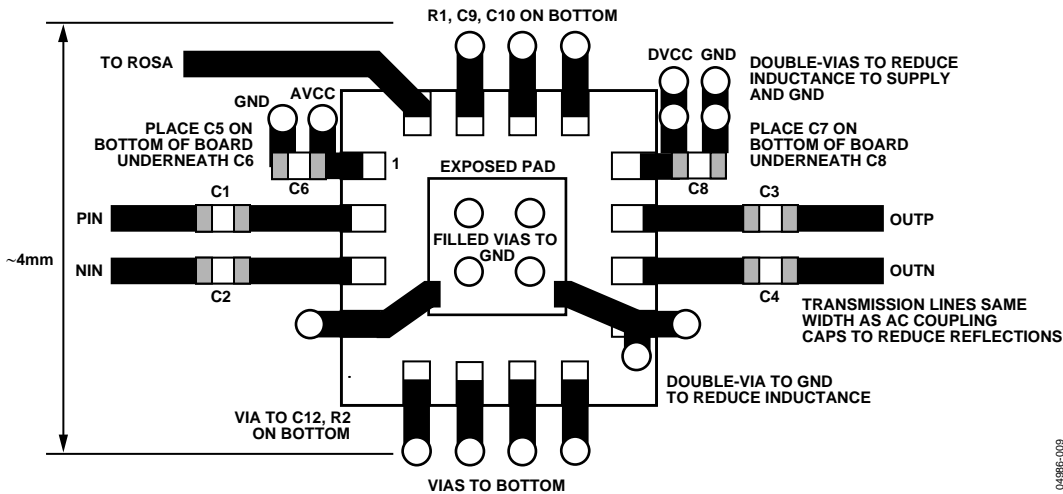 R1, C9, C10 ON BOTTOM
TO ROSA
DVCC GND
DOUBLE-VIAS TO REDUCE
INDUCTANCE TO SUPPLY
AND GND
GND
AVCC
PLACE C5 ON
BOTTOM OF BOARD
UNDERNEATH C6
PLACE C7 ON
BOTTOM OF BOARD
UNDERNEATH C8
1
EXPOSED PAD
C6
C8
C1
C3
PIN
OUTP
FILLED VIAS TO
GND
~4mm
NIN
OUTN
C2
C4
TRANSMISSION LINES SAME
WIDTH AS AC COUPLING
CAPS TO REDUCE REFLECTIONS
DOUBLE-VIA TO GND
TO REDUCE INDUCTANCE
VIA TO C12, R2
ON BOTTOM
VIAS TO BOTTOM
04986-009